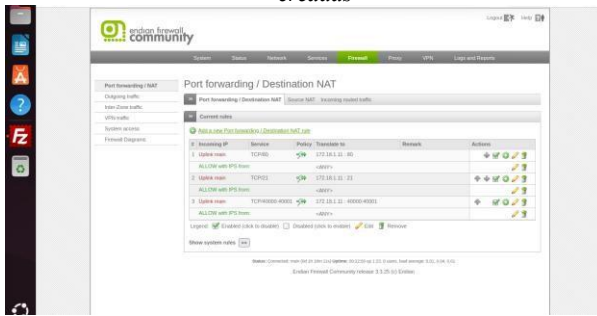 Logout Help
endian firewall
community
System Status Network Services Firewall Proxy VPN Logs and Reports
Port forwarding / NAT
Outgoing traffic
Inter-Zone traffic
VPN traffic
System access
Firewall Diagrams
Port forwarding / Destination NAT
Port forwarding / Destination NAT Source NAT Incoming routed traffic
Current rules
Add a new Port forwarding / Destination NAT rule
# Incoming IP Service Policy Translate to Remark Actions
1 Uplink main TCP/80 172.16.1.11 : 80
ALLOW with IPS from: <ANY>
2 Uplink main TCP/21 172.16.1.11 : 21
ALLOW with IPS from: <ANY>
3 Uplink main TCP/40000:40001 172.16.1.11 : 40000:40001
ALLOW with IPS from: <ANY>
Legend: Enabled (click to disable) Disabled (click to enable) Edit Remove
Show system rules >>
Status: Connected: main Uptime:
Endian Firewall Community release 3.3.25 (c) Endian